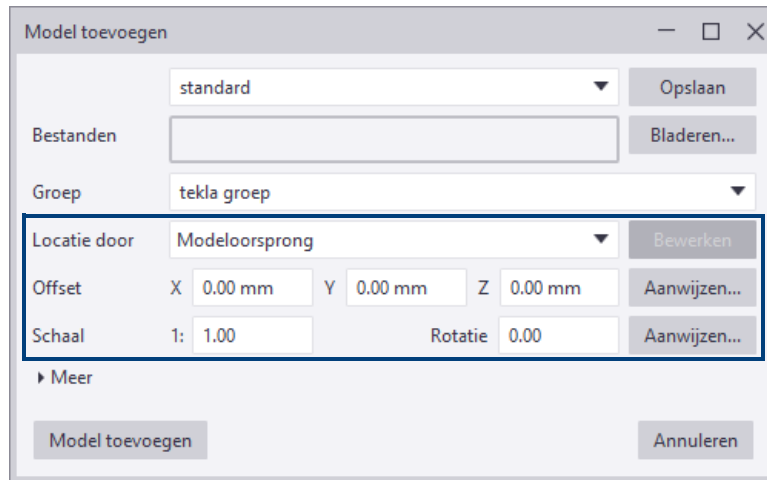 Model toevoegen
standard Opslaan
Bestanden Bladeren...
Groep tekla groep
Locatie door Modeloorsprong Bewerken
Offset X 0.00 mm Y 0.00 mm Z 0.00 mm Aanwijzen...
Schaal 1: 1.00 Rotatie 0.00 Aanwijzen...
Meer
Model toevoegen Annuleren